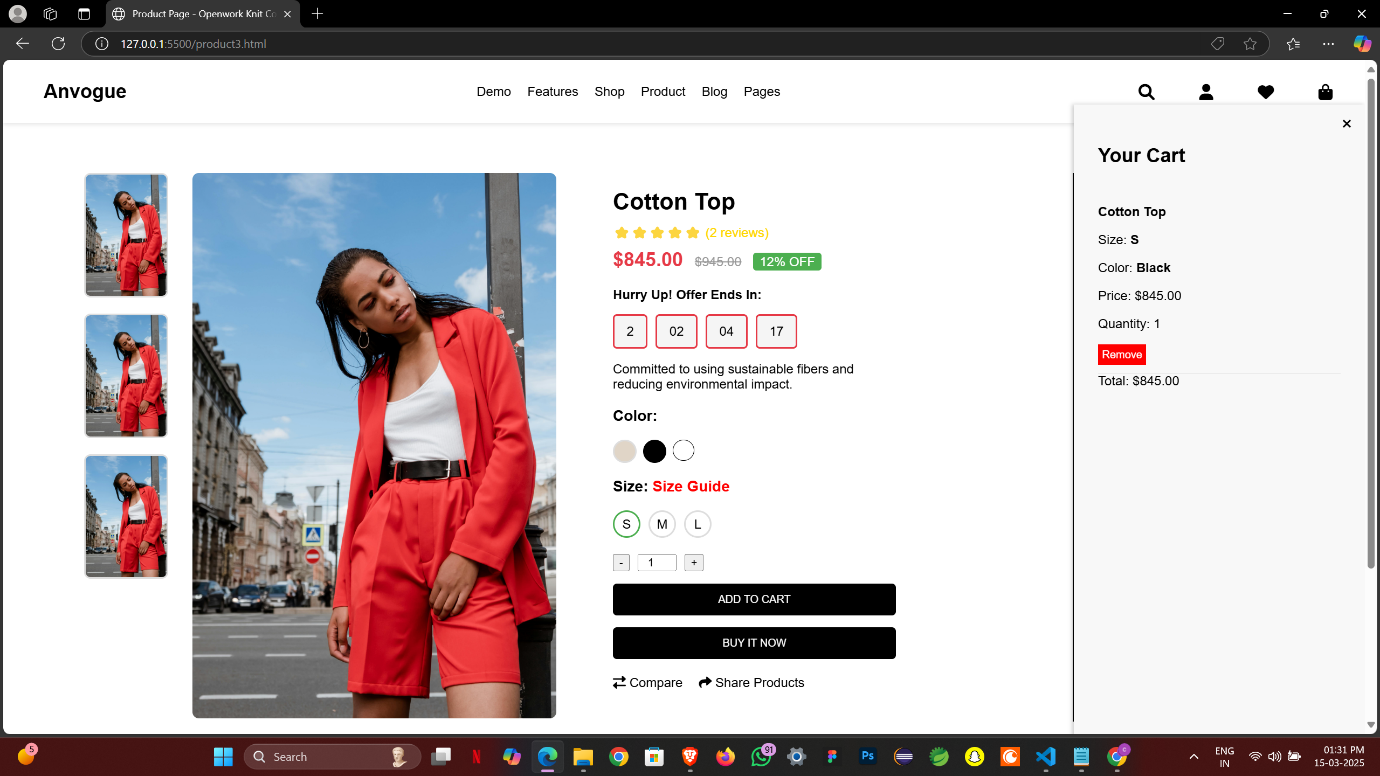 Product Page - Openwork Knit Co
127.0.0.1:5500/product3.html
Anvogue
Demo Features Shop Product Blog Pages
Cotton Top
(2 reviews)
$845.00 $945.00 12% OFF
Hurry Up! Offer Ends In:
2 02 04 17
Committed to using sustainable fibers and
reducing environmental impact.
Color:
Size: Size Guide
S M L
- 1 +
ADD TO CART
BUY IT NOW
Compare Share Products
Your Cart
Cotton Top
Size: S
Color: Black
Price: $845.00
Quantity: 1
Remove
Total: $845.00
5
Search
91
Ps
ENG
IN
01:31 PM
15-03-2025